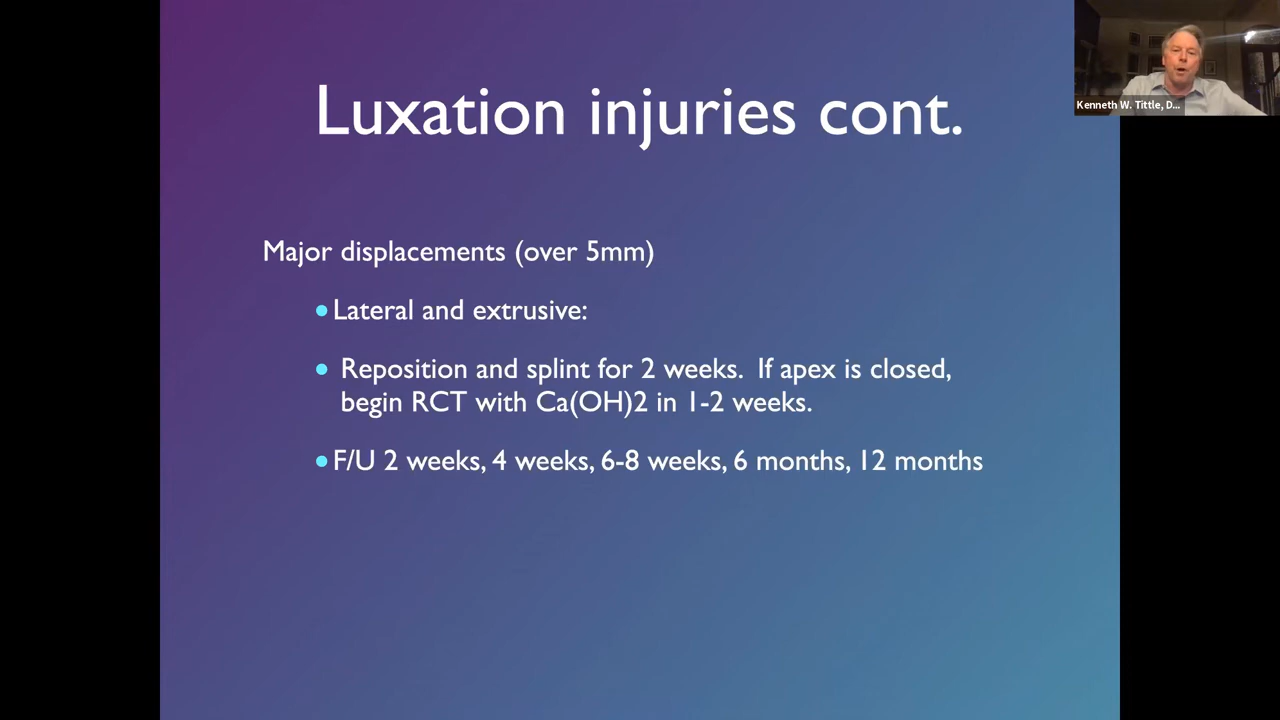 Luxation injuries cont.
Kenneth W. Tittle, D...
Major displacements (over 5mm)
•Lateral and extrusive:
• Reposition and splint for 2 weeks.  If apex is closed,
begin RCT with Ca(OH)2 in 1-2 weeks.
•F/U 2 weeks, 4 weeks, 6-8 weeks, 6 months, 12 months